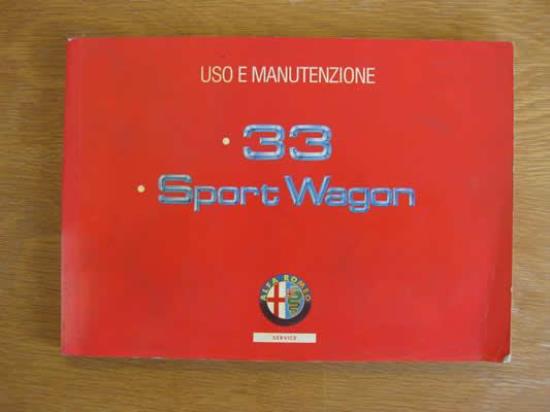 USO E MANUTENZIONE
• 33
• Sport Wagon
ALFA ROMEO
SERVICE